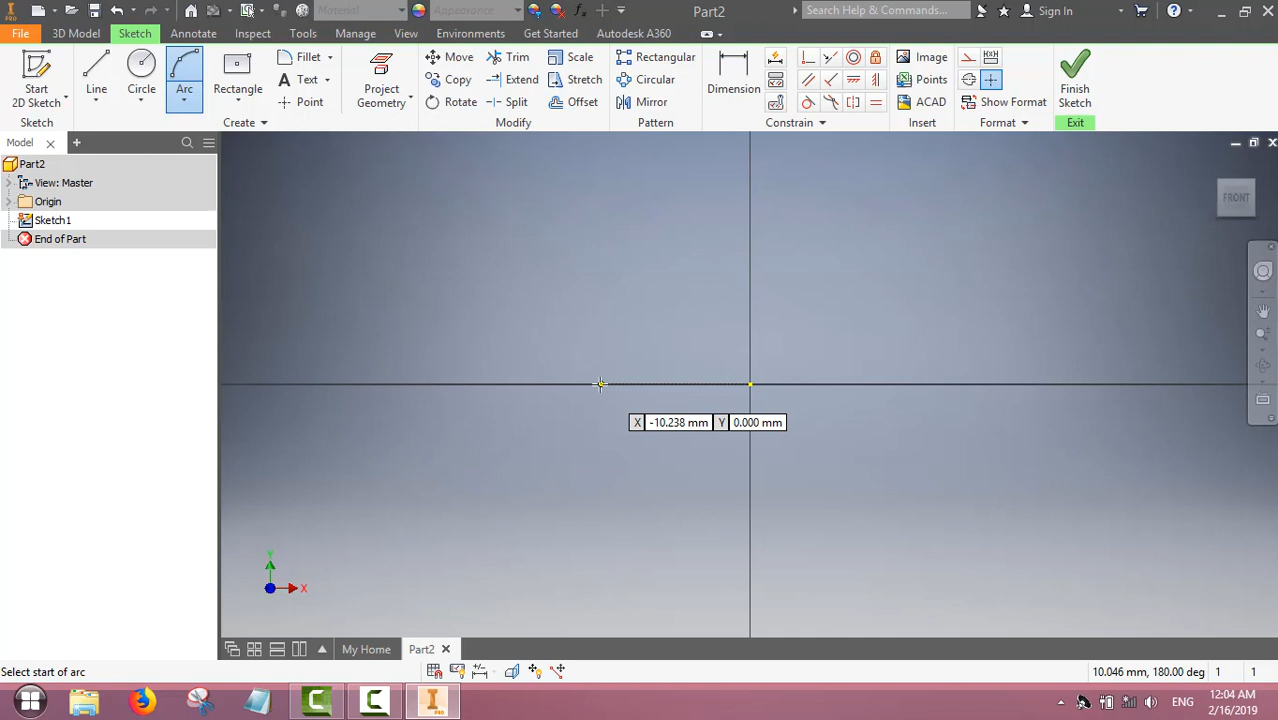 PRO
Material
Appearance
Part2
Search Help & Commands...
Sign In
File
3D Model
Sketch
Annotate
Inspect
Tools
Manage
View
Environments
Get Started
Autodesk A360
Start
2D Sketch
Line
Circle
Arc
Rectangle
Fillet
Text
Point
Project
Geometry
Move
Copy
Rotate
Trim
Extend
Split
Scale
Stretch
Offset
Rectangular
Circular
Mirror
Dimension
Image
Points
ACAD
Show Format
Finish
Sketch
Sketch
Create
Modify
Pattern
Constrain
Insert
Format
Exit
Model
Part2
View: Master
Origin
Sketch1
End of Part
FRONT
X -10.238 mm Y 0.000 mm
Y
X
My Home
Part2
Select start of arc
10.046 mm, 180.00 deg 1 1
ENG
12:04 AM
2/16/2019